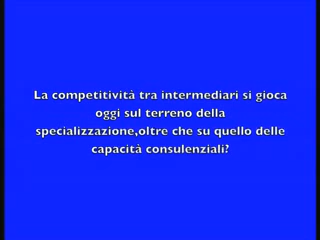 La competitività tra intermediari si gioca
oggi sul terreno della
specializzazione,oltre che su quello delle
capacità consulenziali?